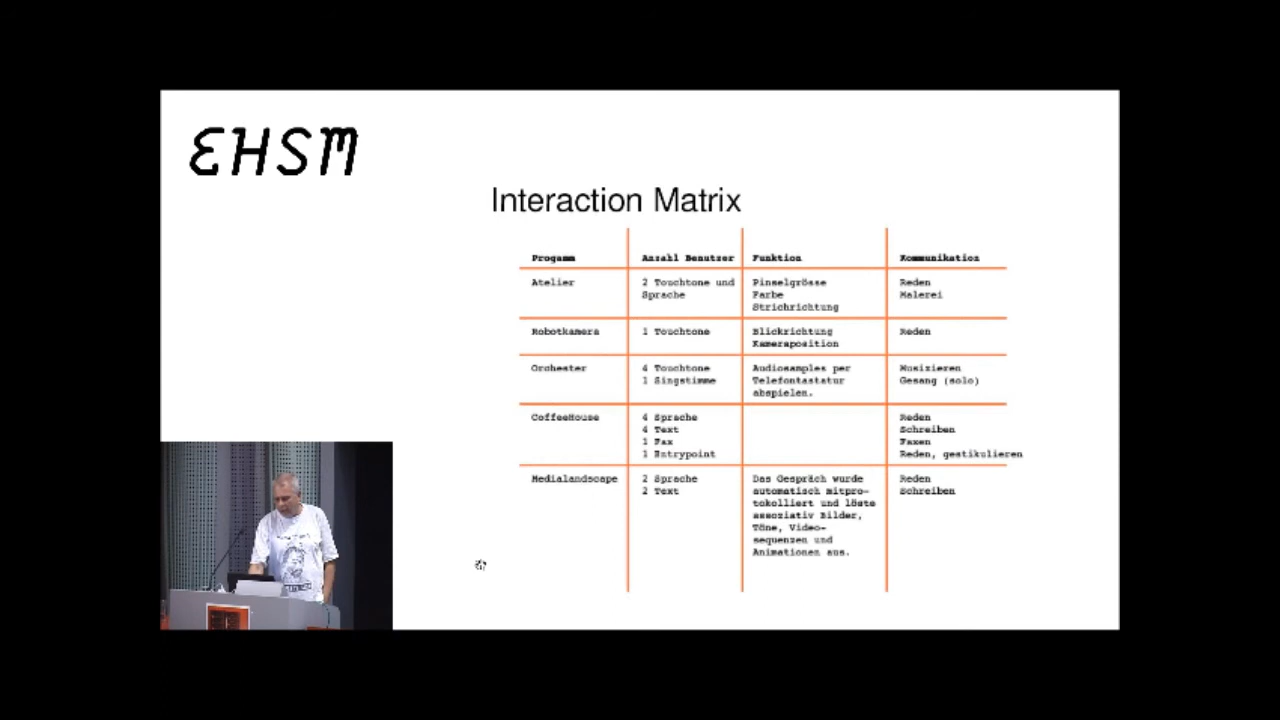 EHSM
Interaction Matrix
Progamm Anzahl Benutzer Funktion Kommunikation
Atelier 2 Touchtone und Pinselgrösse Reden
Sprache Farbe Malerei
Strichrichtung
Robotkamera 1 Touchtone Blickrichtung Reden
Kameraposition
Orchester 4 Touchtone Audiosamples per Musizieren
1 Singstimme Telefontastatur Gesang (solo)
abspielen.
CoffeeHouse 4 Sprache Reden
4 Text Schreiben
1 Fax Faxen
1 Entrypoint Reden, gestikulieren
Medialandscape 2 Sprache Das Gespräch wurde Reden
2 Text automatisch mitpro- Schreiben
tokolliert und löste
assoziativ Bilder,
Töne, Video-
sequenzen und
Animationen aus.